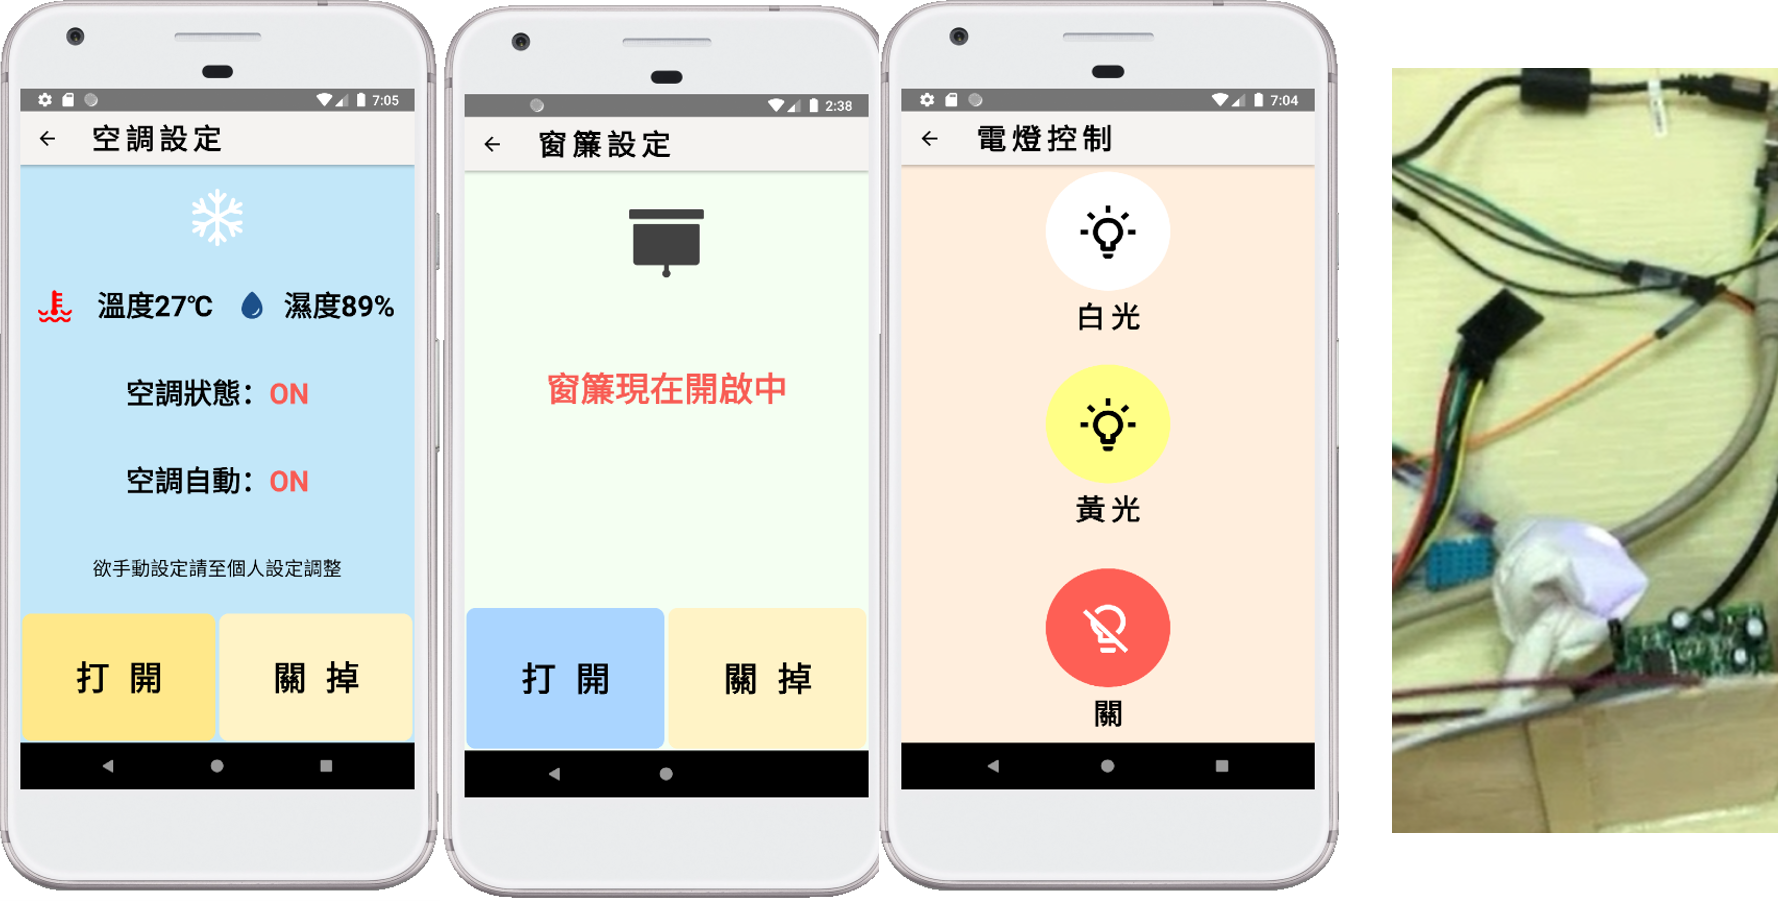 7:05
空調設定
溫度27℃ 濕度89%
空調狀態：ON
空調自動：ON
欲手動設定請至個人設定調整
打開 關掉
2:38
窗簾設定
窗簾現在開啟中
打開 關掉
7:04
電燈控制
白光
黃光
關